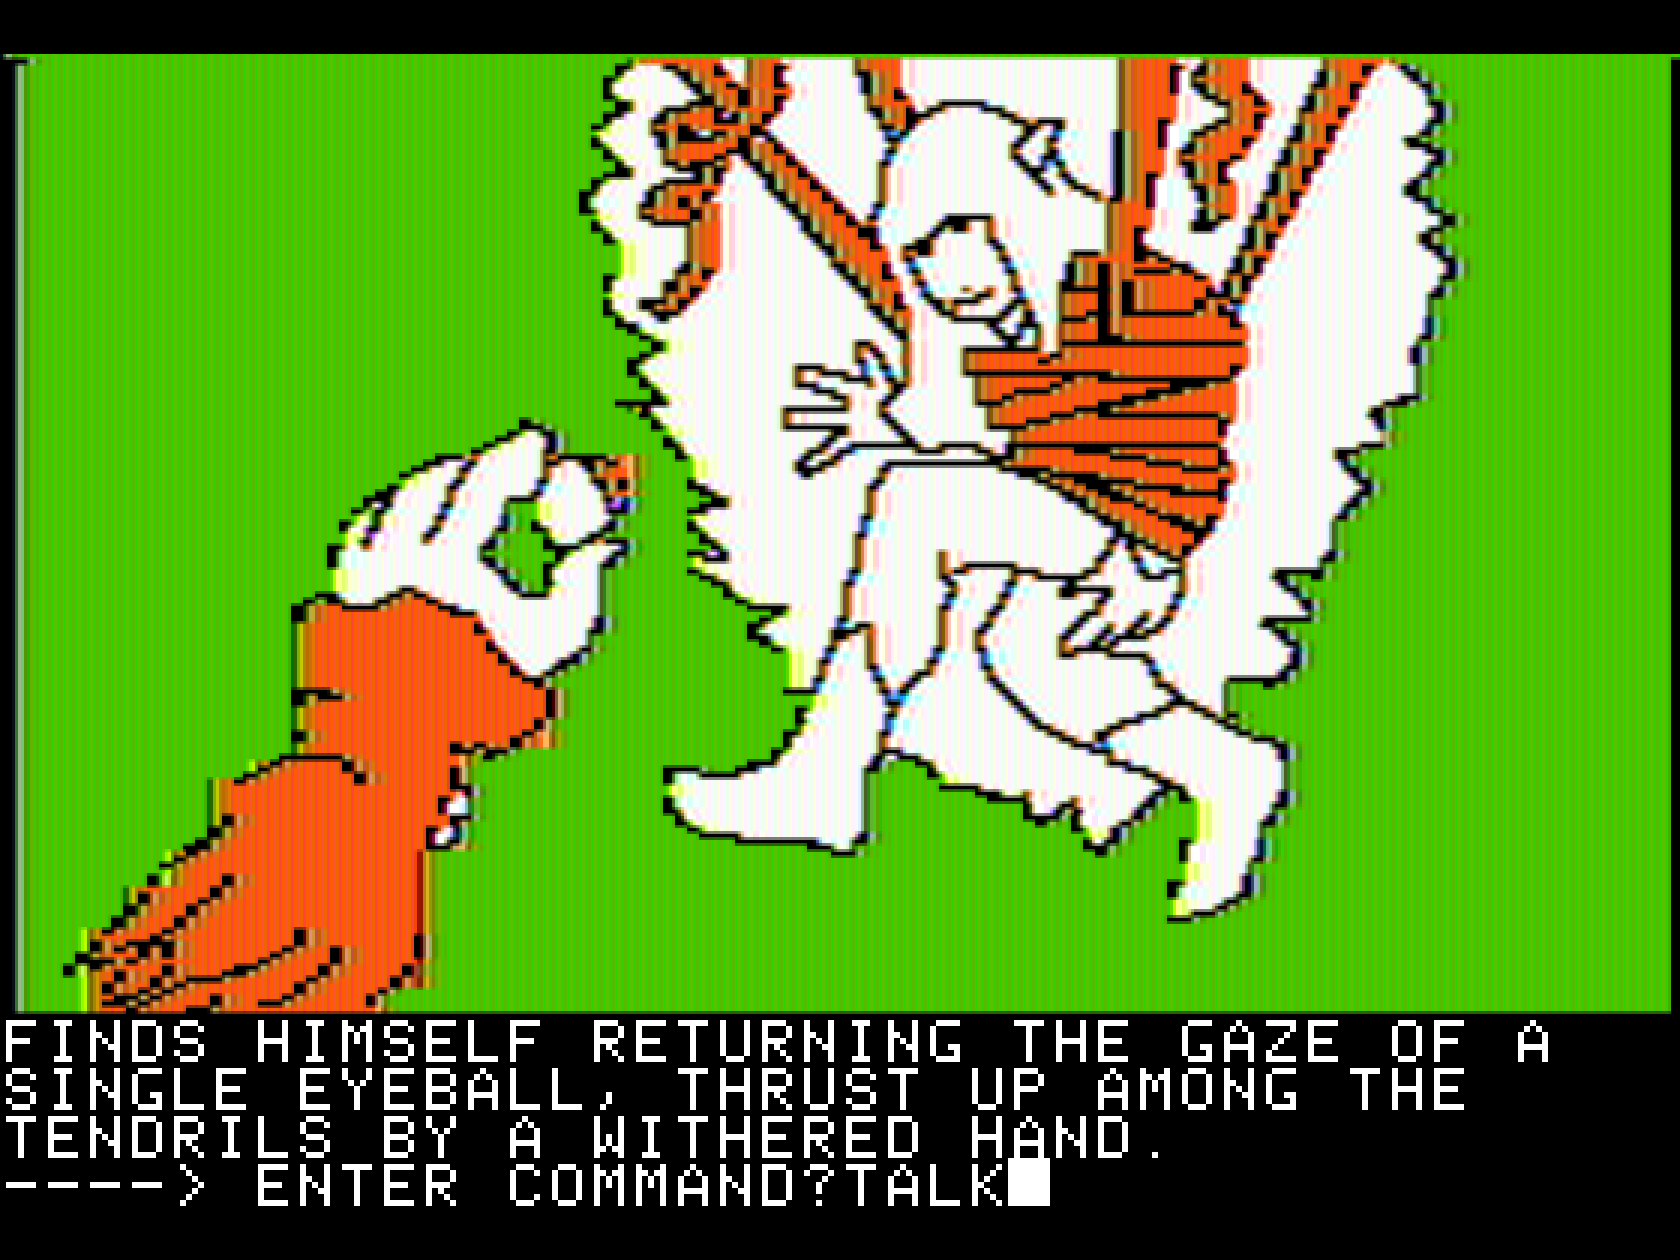 FINDS HIMSELF RETURNING THE GAZE OF A
SINGLE EYEBALL, THRUST UP AMONG THE
TENDRILS BY A WITHERED HAND.
----> ENTER COMMAND?TALK